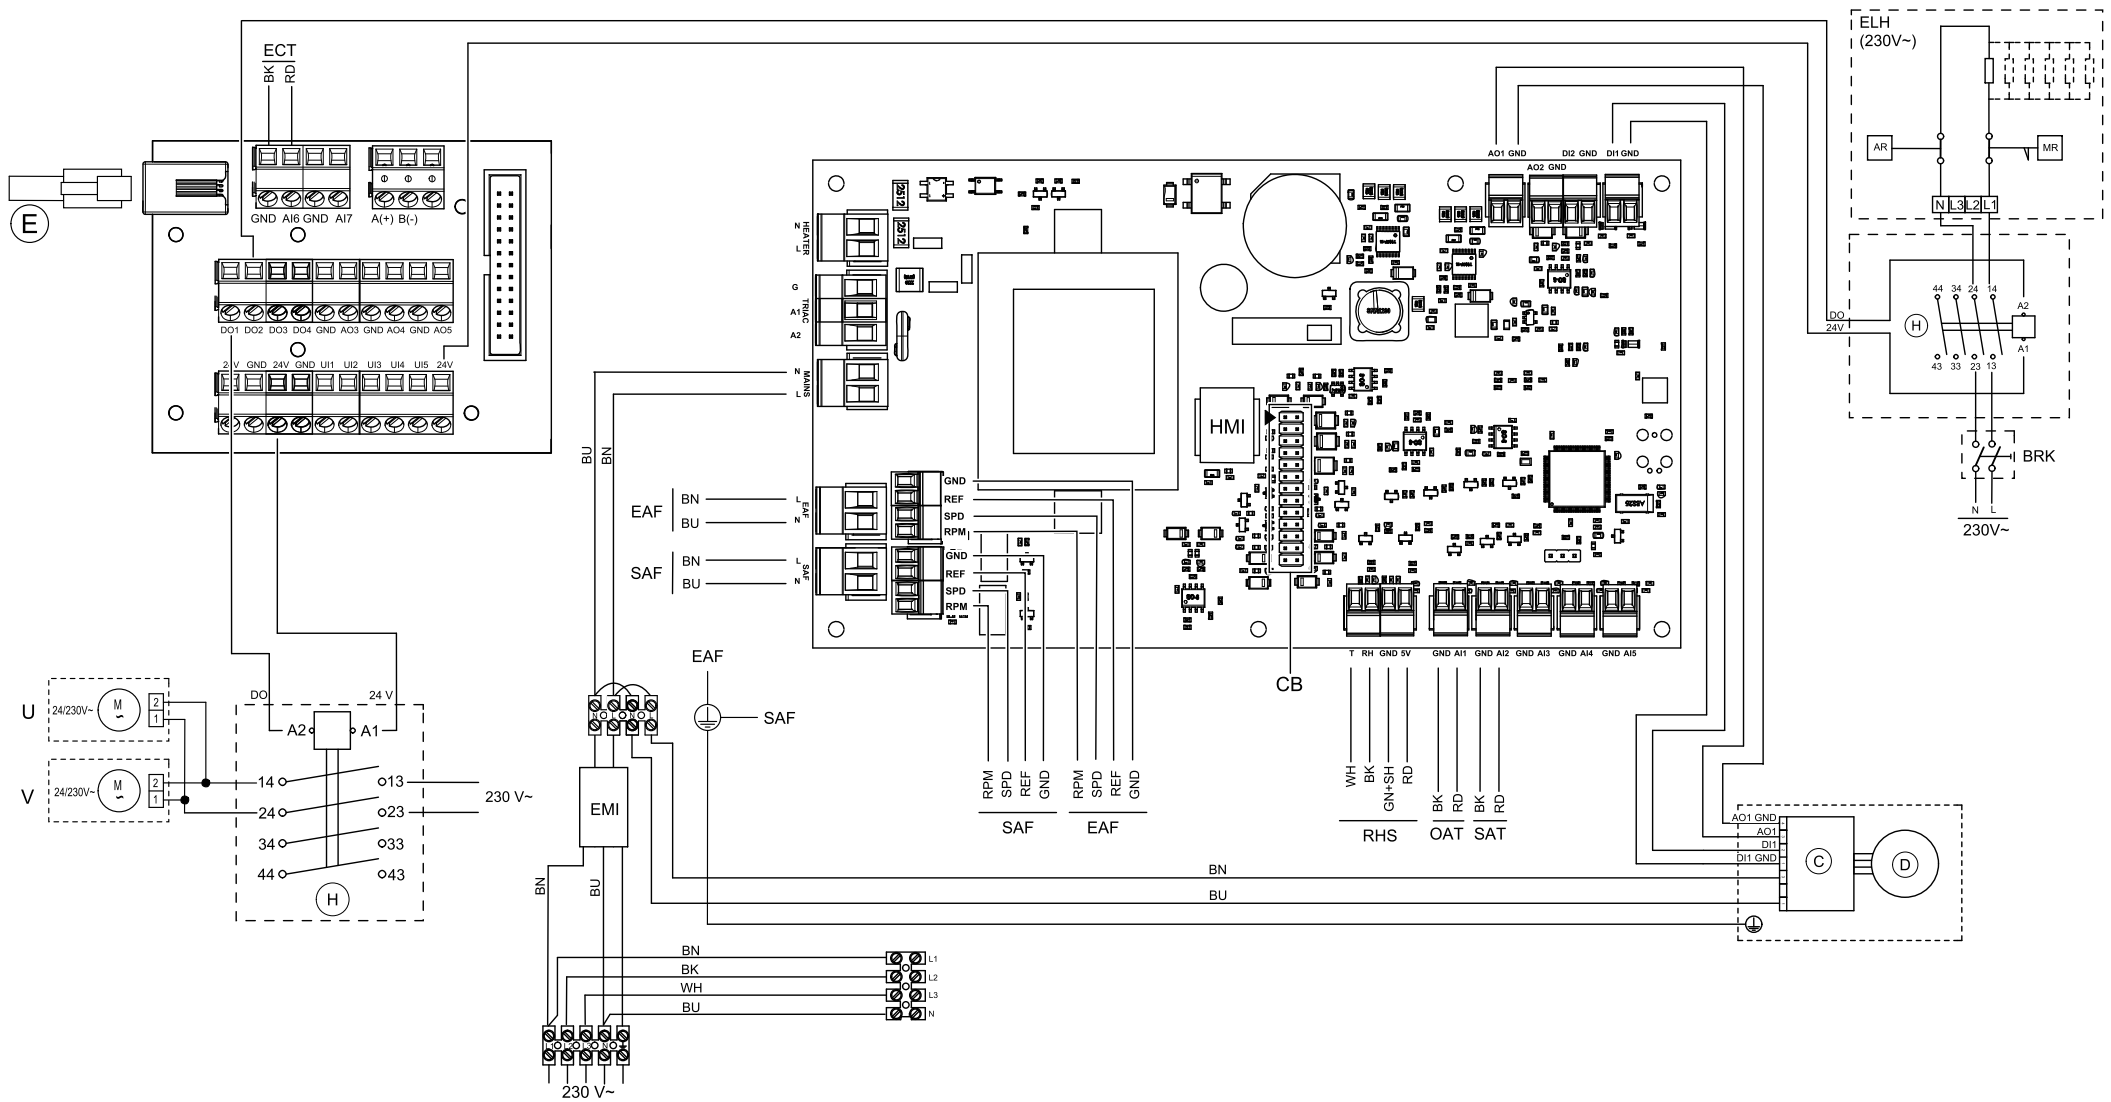 ECT
BK
RD
E
GND AI6 GND AI7
A(+) B(-)
DO1 DO2 DO3 DO4 GND AO3 GND AO4 GND AO5
24V GND 24V GND UI1 UI2 UI3 UI4 UI5 24V
ELH
(230V~)
AR
MR
N L3 L2 L1
44 34 24 14
A2
DO
24V
H
A1
43 33 23 13
BRK
N L
230V~
AO1 GND
DI2 GND
DI1 GND
AO2 GND
2512
2512
N
L
HEATER
G
A1
A2
TRIAC
N
L
MAINS
HMI
BU
BN
EAF
BN
BU
L
N
EAF
SAF
BN
BU
L
N
SAF
GND
REF
SPD
RPM
GND
REF
SPD
RPM
CB
T RH GND 5V
GND AI1
GND AI2
GND AI3
GND AI4
GND AI5
WH
BK
GN+SH
RD
RHS
BK
RD
OAT
BK
RD
SAT
RPM
SPD
REF
GND
SAF
RPM
SPD
REF
GND
EAF
EAF
SAF
U
24/230V~
M
~
2
1
V
24/230V~
M
~
2
1
DO
24 V
A2
A1
14
13
24
23
34
33
44
43
230 V~
H
N L N L
EMI
BN
BU
BN
BU
AO1 GND
AO1
DI1
DI1 GND
C
D
BN
BK
WH
BU
L1
L2
L3
N
L1 L2 L3 N
230 V~